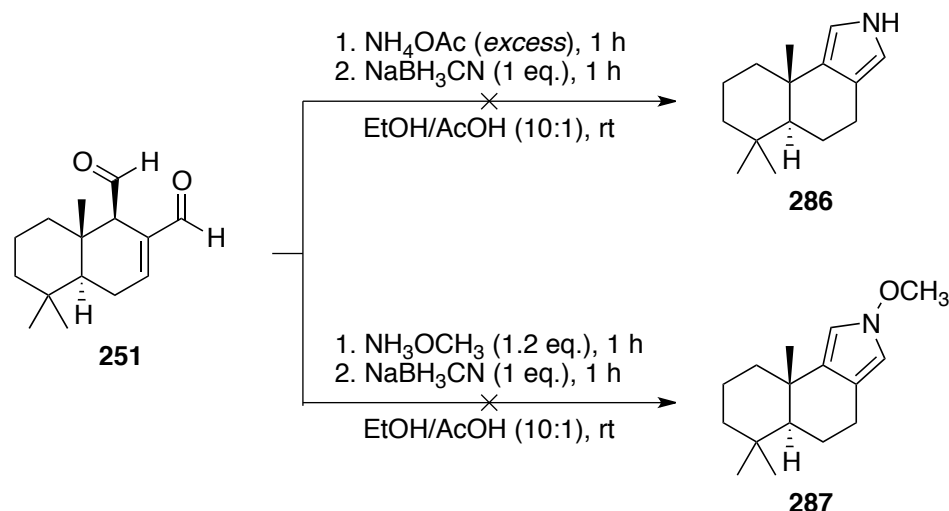 1. NH₄OAc (excess), 1 h
2. NaBH₃CN (1 eq.), 1 h
EtOH/AcOH (10:1), rt
NH
H
286
O
H
O
H
H
251
1. NH₃OCH₃ (1.2 eq.), 1 h
2. NaBH₃CN (1 eq.), 1 h
EtOH/AcOH (10:1), rt
OCH₃
N
H
287